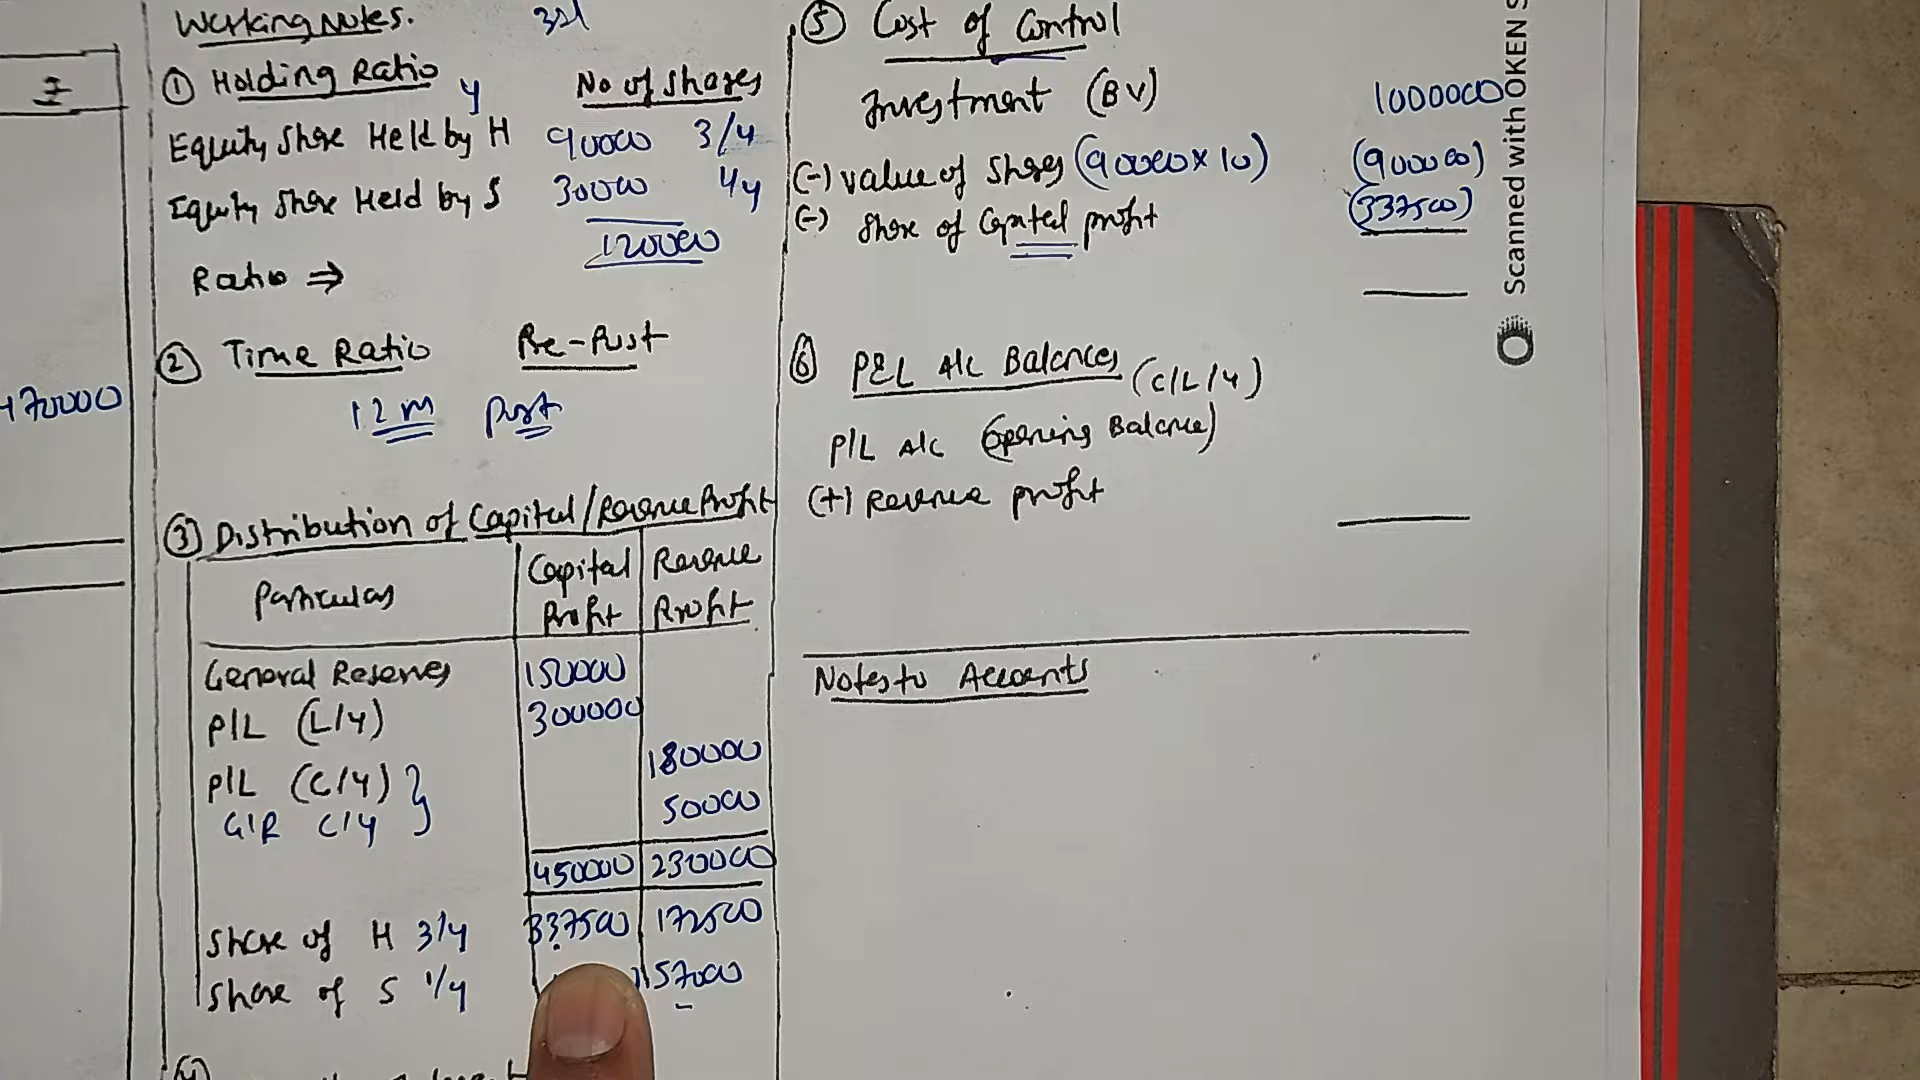 470000
Working Notes.
① Holding Ratio
No of shares
Equity Share Held by H 90000 3/4
Equity Share Held by S 30000 1/4
120000
Ratio ⇒
② Time Ratio Pre-Post
12m Post
③ Distribution of Capital/Revenue Profit
Particulars Capital Profit Revenue Profit
General Reserves 150000
P/L (L/Y) 300000
P/L (C/Y) } 180000
G/R C/Y } 50000
450000 230000
Share of H 3/4 337500 172500
Share of S 1/4 57000
⑤ Cost of Control
Investment (BV) 1000000
(-) value of Shares (90000×10) (900000)
(-) Share of Capital profit (337500)
⑥ P&L A/c Balances (C/L/Y)
P/L A/c (Opening Balance)
(+) Revenue profit
Notes to Accounts
Scanned with OKEN S